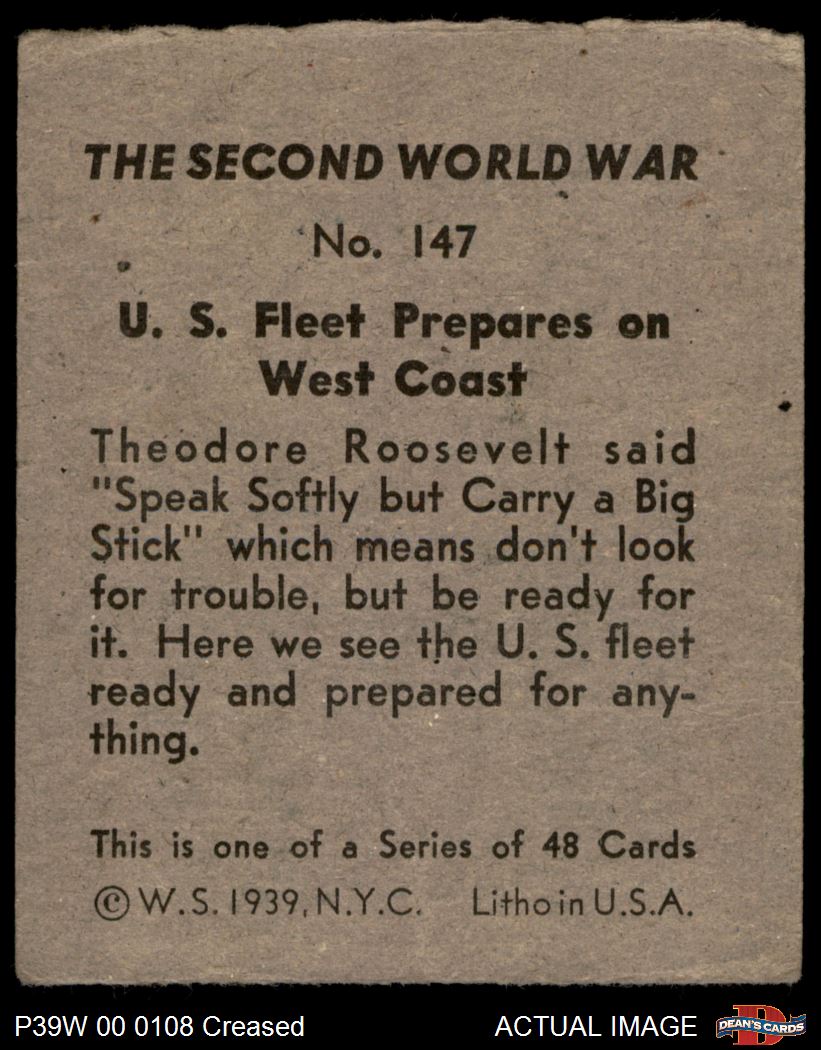 THE SECOND WORLD WAR
No. 147
U. S. Fleet Prepares on
West Coast
Theodore Roosevelt said
"Speak Softly but Carry a Big
Stick" which means don't look
for trouble, but be ready for
it. Here we see the U. S. fleet
ready and prepared for any-
thing.
This is one of a Series of 48 Cards
© W. S. 1939, N.Y.C. Litho in U.S.A.
P39W 00 0108 Creased
ACTUAL IMAGE
DEAN'S CARDS